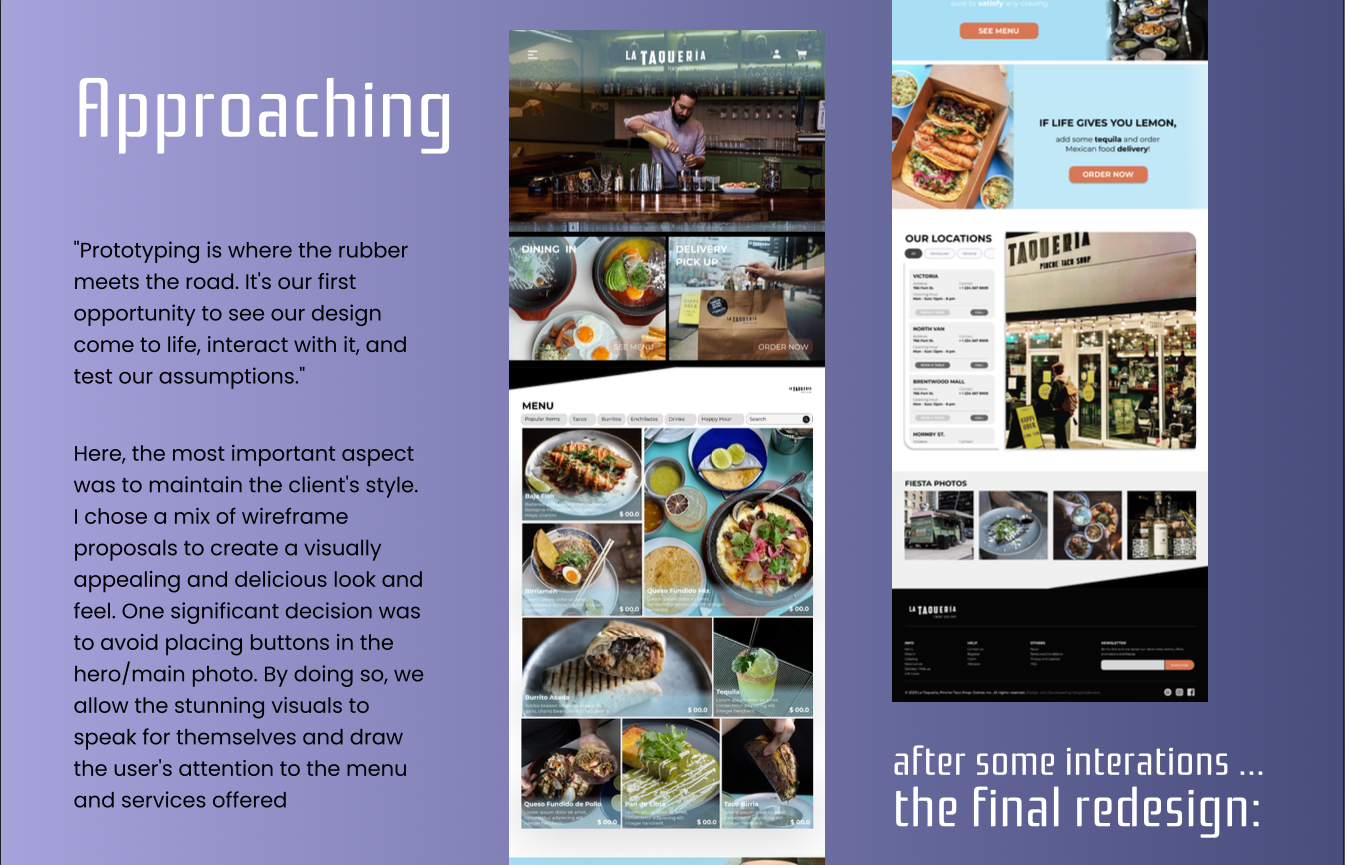 Approaching
"Prototyping is where the rubber
meets the road. It's our first
opportunity to see our design
come to life, interact with it, and
test our assumptions."
Here, the most important aspect
was to maintain the client's style.
I chose a mix of wireframe
proposals to create a visually
appealing and delicious look and
feel. One significant decision was
to avoid placing buttons in the
hero/main photo. By doing so, we
allow the stunning visuals to
speak for themselves and draw
the user's attention to the menu
and services offered
LA TAQUERÍA
DINING IN
SEE MENU
DELIVERY
PICK UP
LA TAQUERIA
ORDER NOW
MENU
Popular Items Tacos Burritos Enchiladas Drinks Happy Hour Search
Baja Fish
$ 00.0
Birriamen
$ 00.0
Queso Fundido Mix
$ 00.0
Burrito Asada
$ 00.0
Tequila
$ 00.0
Queso Fundido de Pollo
$ 00.0
Pan de Elote
$ 00.0
Taco Birria
$ 00.0
sure to satisfy any craving
SEE MENU
IF LIFE GIVES YOU LEMON,
add some tequila and order
Mexican food delivery!
ORDER NOW
OUR LOCATIONS
VICTORIA
NORTH VAN
BRENTWOOD MALL
HORNBY ST.
TAQUERIA
PINCHE TACO SHOP
HAPPY HOUR
FIESTA PHOTOS
LA TAQUERÍA
INFO
HELP
OTHERS
NEWSLETTER
after some interations ...
the final redesign: